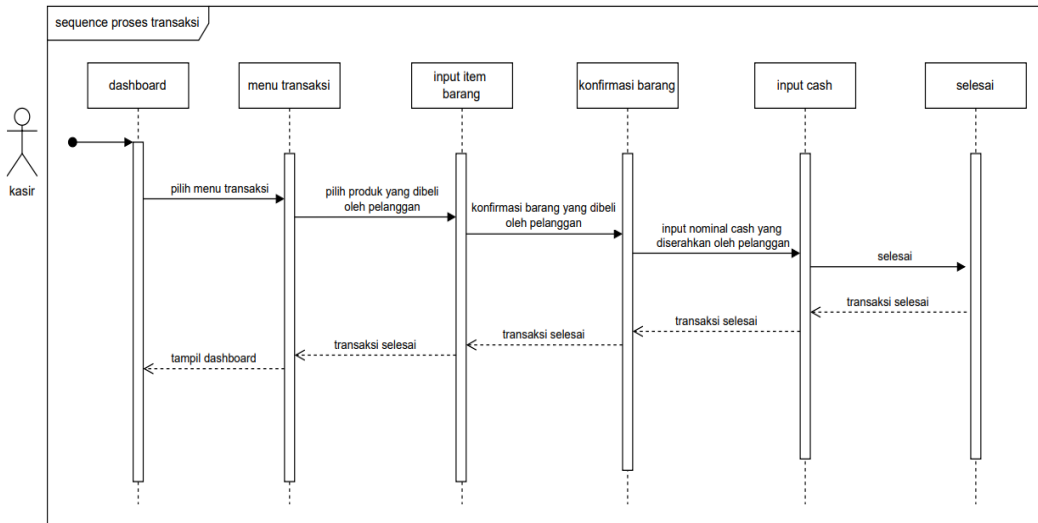 sequence proses transaksi
dashboard
menu transaksi
input item
barang
konfirmasi barang
input cash
selesai
kasir
pilih menu transaksi
pilih produk yang dibeli
oleh pelanggan
konfirmasi barang yang dibeli
oleh pelanggan
input nominal cash yang
diserahkan oleh pelanggan
selesai
transaksi selesai
transaksi selesai
transaksi selesai
transaksi selesai
tampil dashboard